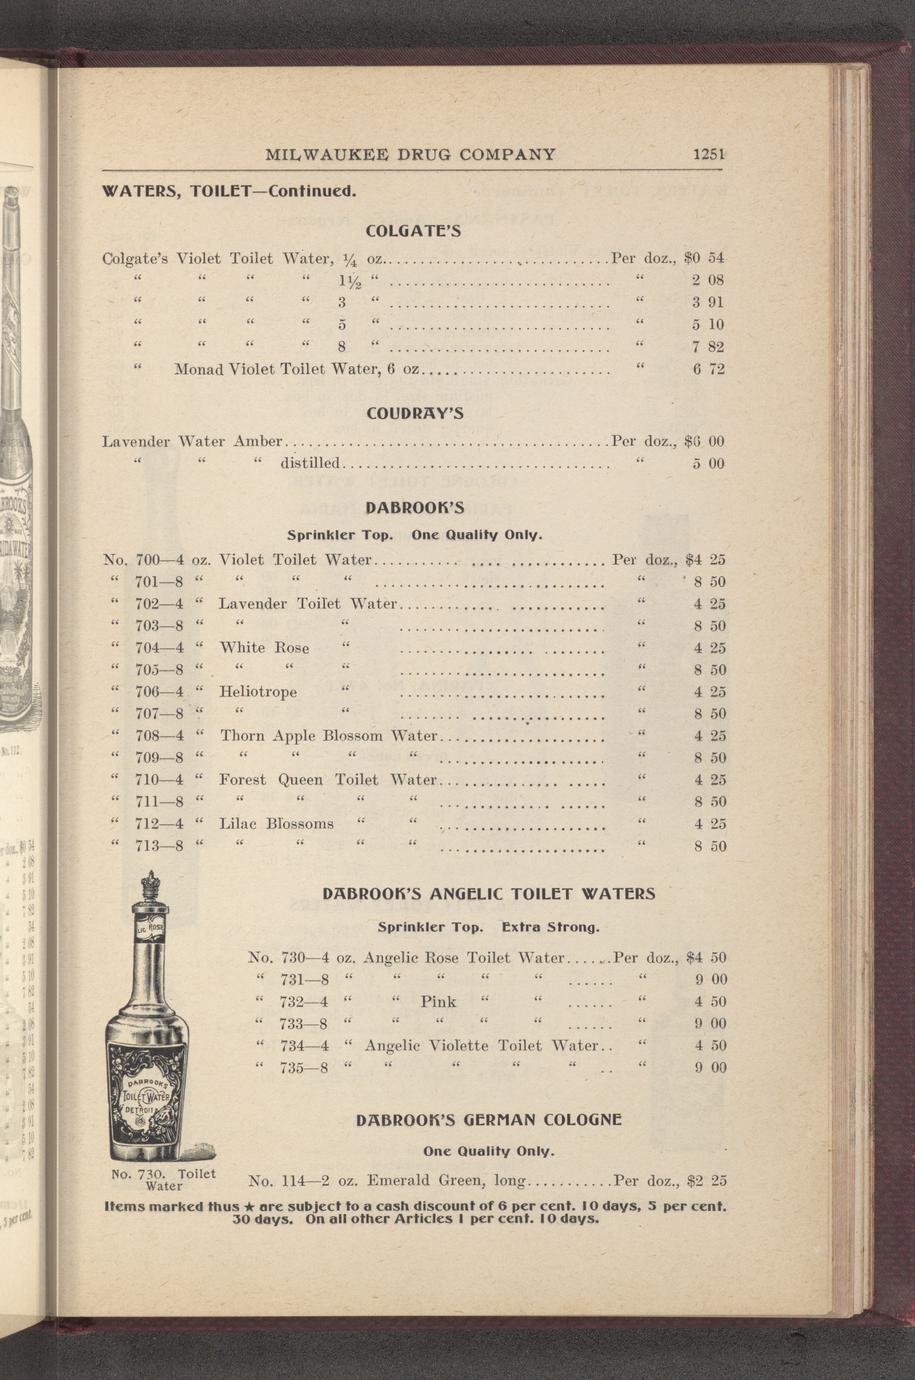 MILWAUKEE DRUG COMPANY 1251
WATERS, TOILET—Continued.
COLGATE'S
Colgate's Violet Toilet Water, ¼ oz..............................Per doz., $0 54
“ “ “ “ 1½ “ ............................ “ 2 08
“ “ “ “ 3 “ ............................ “ 3 91
“ “ “ “ 5 “ ............................ “ 5 10
“ “ “ “ 8 “ ............................ “ 7 82
“ Monad Violet Toilet Water, 6 oz........................ “ 6 72
COUDRAY'S
Lavender Water Amber.........................................Per doz., $6 00
“ “ “ distilled.................................. “ 5 00
DABROOK'S
Sprinkler Top. One Quality Only.
No. 700—4 oz. Violet Toilet Water........... .... ............ Per doz., $4 25
“ 701—8 “ “ “ “ ............................. “ 8 50
“ 702—4 “ Lavender Toilet Water............. ............ “ 4 25
“ 703—8 “ “ “ .......................... “ 8 50
“ 704—4 “ White Rose “ ................. ........ “ 4 25
“ 705—8 “ “ “ “ .......................... “ 8 50
“ 706—4 “ Heliotrope “ .......................... “ 4 25
“ 707—8 “ “ “ ........ ................. “ 8 50
“ 708—4 “ Thorn Apple Blossom Water..................... “ 4 25
“ 709—8 “ “ “ “ “ ..................... “ 8 50
“ 710—4 “ Forest Queen Toilet Water............... ..... “ 4 25
“ 711—8 “ “ “ “ “ .............. ...... “ 8 50
“ 712—4 “ Lilac Blossoms “ “ ..................... “ 4 25
“ 713—8 “ “ “ “ “ ..................... “ 8 50
DABROOK'S ANGELIC TOILET WATERS
Sprinkler Top. Extra Strong.
No. 730—4 oz. Angelic Rose Toilet Water......Per doz., $4 50
“ 731—8 “ “ “ “ “ ...... “ 9 00
“ 732—4 “ “ Pink “ “ ...... “ 4 50
“ 733—8 “ “ “ “ “ ...... “ 9 00
“ 734—4 “ Angelic Violette Toilet Water.. “ 4 50
“ 735—8 “ “ “ “ “ .. “ 9 00
DABROOK'S
TOILET WATER
DETROIT
No. 730. Toilet
Water
DABROOK'S GERMAN COLOGNE
One Quality Only.
No. 114—2 oz. Emerald Green, long...........Per doz., $2 25
Items marked thus ★ are subject to a cash discount of 6 per cent. 10 days, 5 per cent.
30 days. On all other Articles 1 per cent. 10 days.